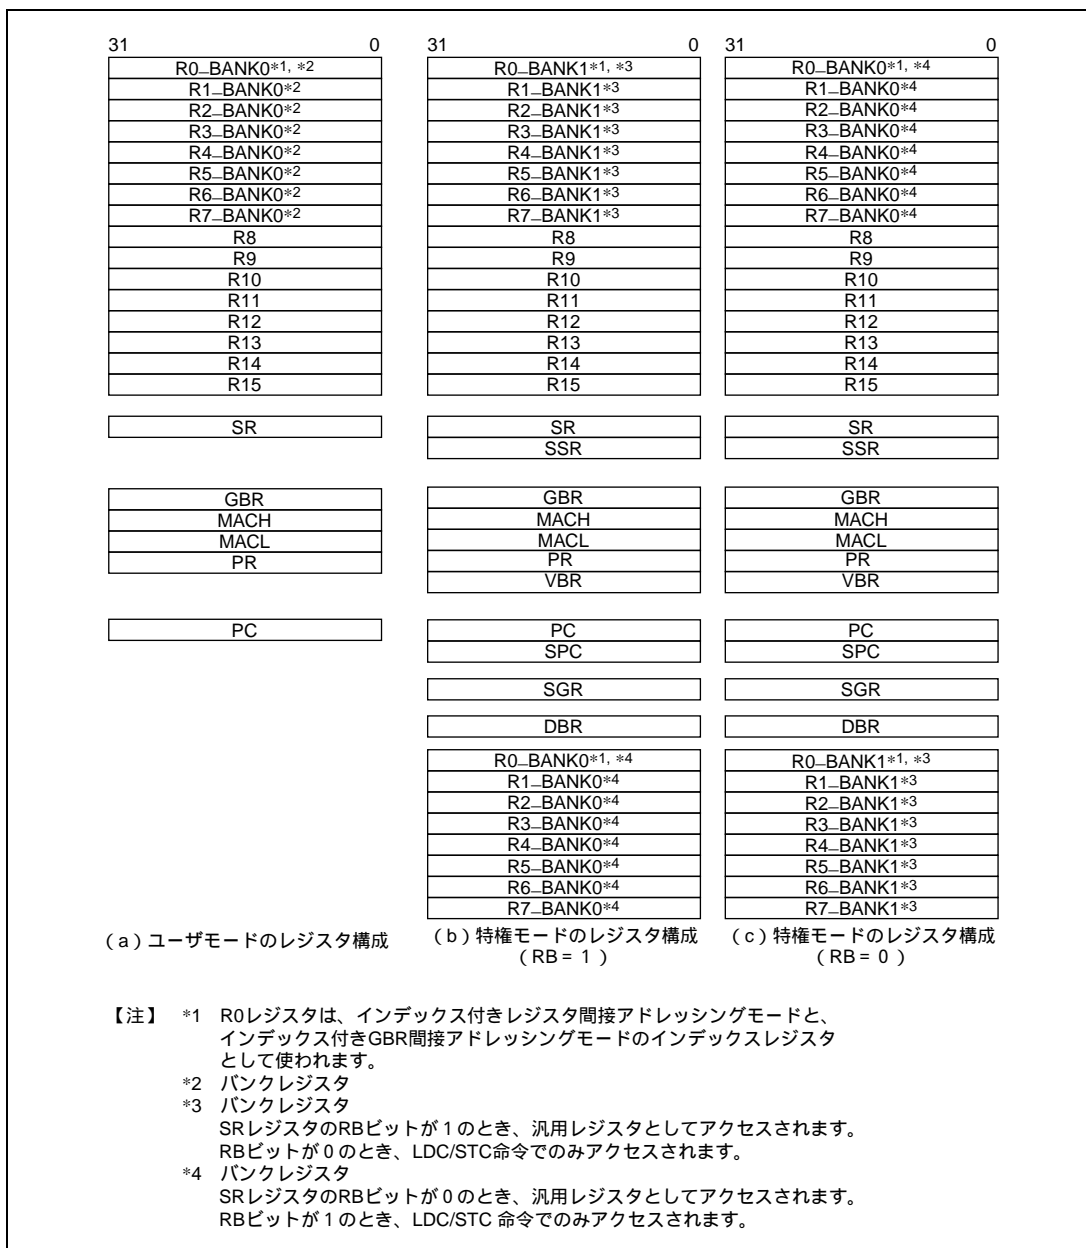 31 0 31 0 31 0
R0_BANK0*1, *2 R0_BANK1*1, *3 R0_BANK0*1, *4
R1_BANK0*2 R1_BANK1*3 R1_BANK0*4
R2_BANK0*2 R2_BANK1*3 R2_BANK0*4
R3_BANK0*2 R3_BANK1*3 R3_BANK0*4
R4_BANK0*2 R4_BANK1*3 R4_BANK0*4
R5_BANK0*2 R5_BANK1*3 R5_BANK0*4
R6_BANK0*2 R6_BANK1*3 R6_BANK0*4
R7_BANK0*2 R7_BANK1*3 R7_BANK0*4
R8 R8 R8
R9 R9 R9
R10 R10 R10
R11 R11 R11
R12 R12 R12
R13 R13 R13
R14 R14 R14
R15 R15 R15
SR SR SR
SSR SSR
GBR GBR GBR
MACH MACH MACH
MACL MACL MACL
PR PR PR
VBR VBR
PC PC PC
SPC SPC
SGR SGR
DBR DBR
R0_BANK0*1, *4 R0_BANK1*1, *3
R1_BANK0*4 R1_BANK1*3
R2_BANK0*4 R2_BANK1*3
R3_BANK0*4 R3_BANK1*3
R4_BANK0*4 R4_BANK1*3
R5_BANK0*4 R5_BANK1*3
R6_BANK0*4 R6_BANK1*3
R7_BANK0*4 R7_BANK1*3
(a)ユーザモードのレジスタ構成 (b)特権モードのレジスタ構成 (c)特権モードのレジスタ構成
(RB = 1) (RB = 0)
【注】 *1 R0レジスタは、インデックス付きレジスタ間接アドレッシングモードと、
インデックス付きGBR間接アドレッシングモードのインデックスレジスタ
として使われます。
*2 バンクレジスタ
*3 バンクレジスタ
SRレジスタのRBビットが1のとき、汎用レジスタとしてアクセスされます。
RBビットが0のとき、LDC/STC命令でのみアクセスされます。
*4 バンクレジスタ
SRレジスタのRBビットが0のとき、汎用レジスタとしてアクセスされます。
RBビットが1のとき、LDC/STC 命令でのみアクセスされます。